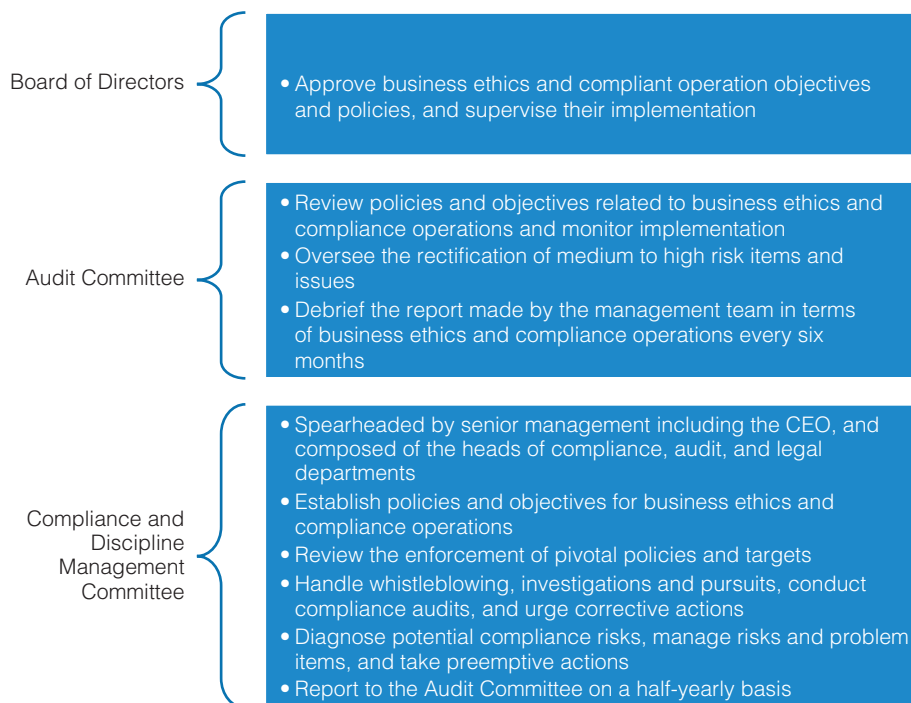 Board of Directors
• Approve business ethics and compliant operation objectives
and policies, and supervise their implementation
Audit Committee
• Review policies and objectives related to business ethics and
compliance operations and monitor implementation
• Oversee the rectification of medium to high risk items and
issues
• Debrief the report made by the management team in terms
of business ethics and compliance operations every six
months
Compliance and
Discipline
Management
Committee
• Spearheaded by senior management including the CEO, and
composed of the heads of compliance, audit, and legal
departments
• Establish policies and objectives for business ethics and
compliance operations
• Review the enforcement of pivotal policies and targets
• Handle whistleblowing, investigations and pursuits, conduct
compliance audits, and urge corrective actions
• Diagnose potential compliance risks, manage risks and problem
items, and take preemptive actions
• Report to the Audit Committee on a half-yearly basis